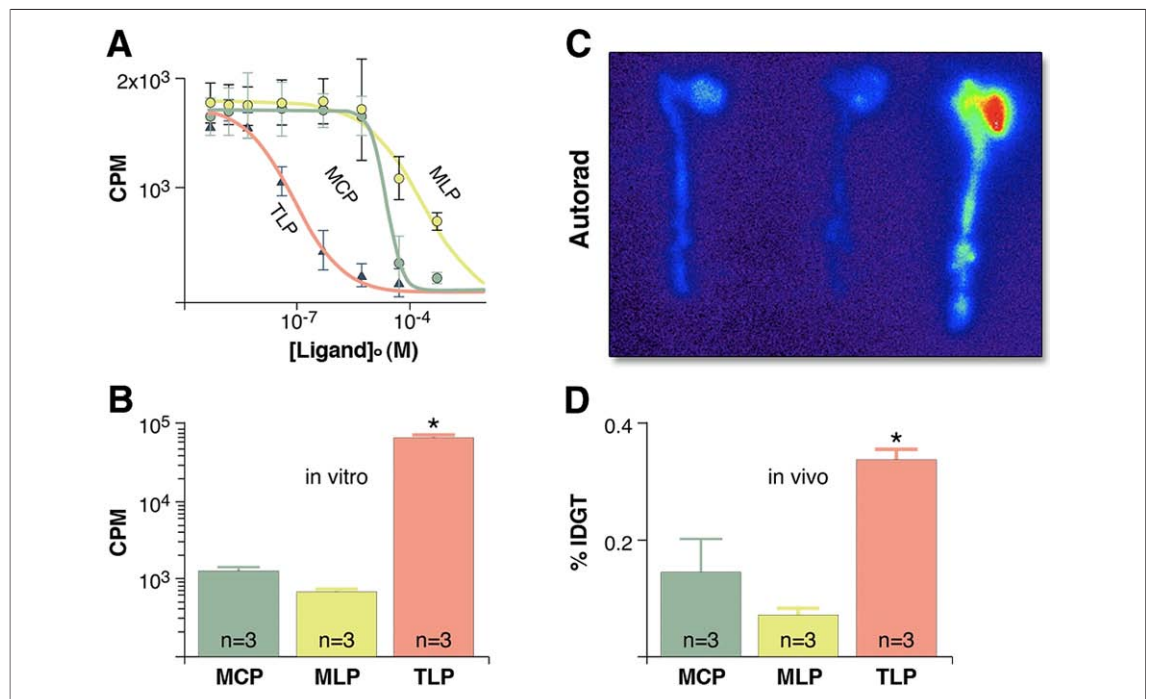 A
2x10³
10³
CPM
TLP
MCP
MLP
10⁻⁷
10⁻⁴
[Ligand]₀ (M)
C
Autorad
B
10⁵
10⁴
10³
CPM
in vitro
*
n=3
n=3
n=3
MCP
MLP
TLP
D
0.4
0.2
% IDGT
in vivo
*
n=3
n=3
n=3
MCP
MLP
TLP